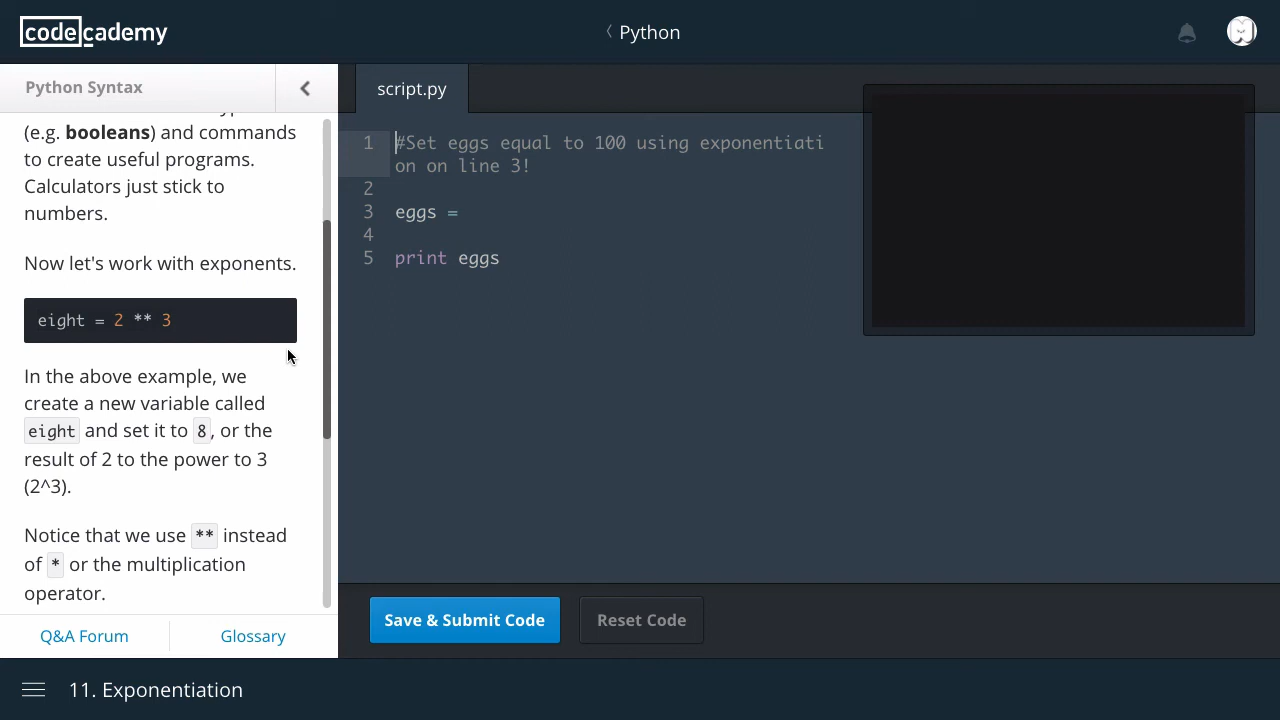 codecademy
Python
Python Syntax
script.py
(e.g. booleans) and commands
to create useful programs.
Calculators just stick to
numbers.
Now let's work with exponents.
eight = 2 ** 3
In the above example, we
create a new variable called
eight and set it to 8, or the
result of 2 to the power to 3
(2^3).
Notice that we use ** instead
of * or the multiplication
operator.
Q&A Forum
Glossary
1 #Set eggs equal to 100 using exponentiati
on on line 3!
2
3 eggs =
4
5 print eggs
Save & Submit Code
Reset Code
11. Exponentiation